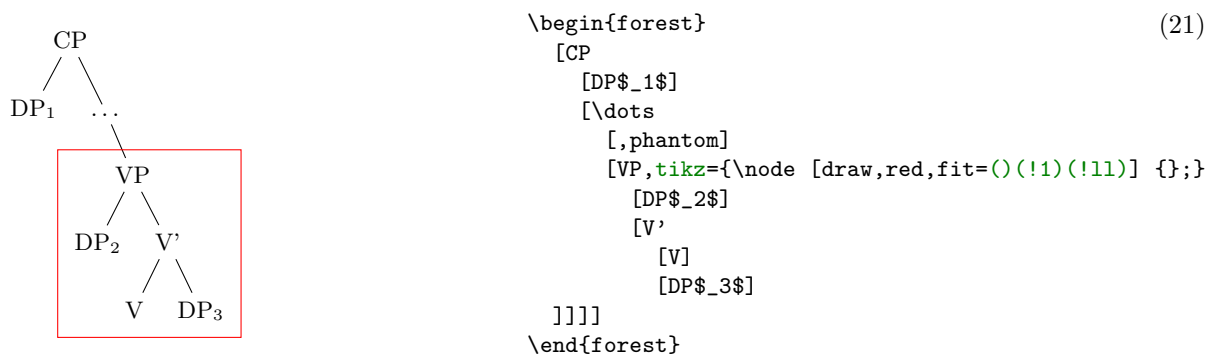 CP
DP₁ …
VP
DP₂ V'
V DP₃
\begin{forest} (21)
[CP
[DP$_1$]
[\dots
[,phantom]
[VP,tikz={\node [draw,red,fit=()(!1)(!ll)] {};}
[DP$_2$]
[V'
[V]
[DP$_3$]
]]]]
\end{forest}